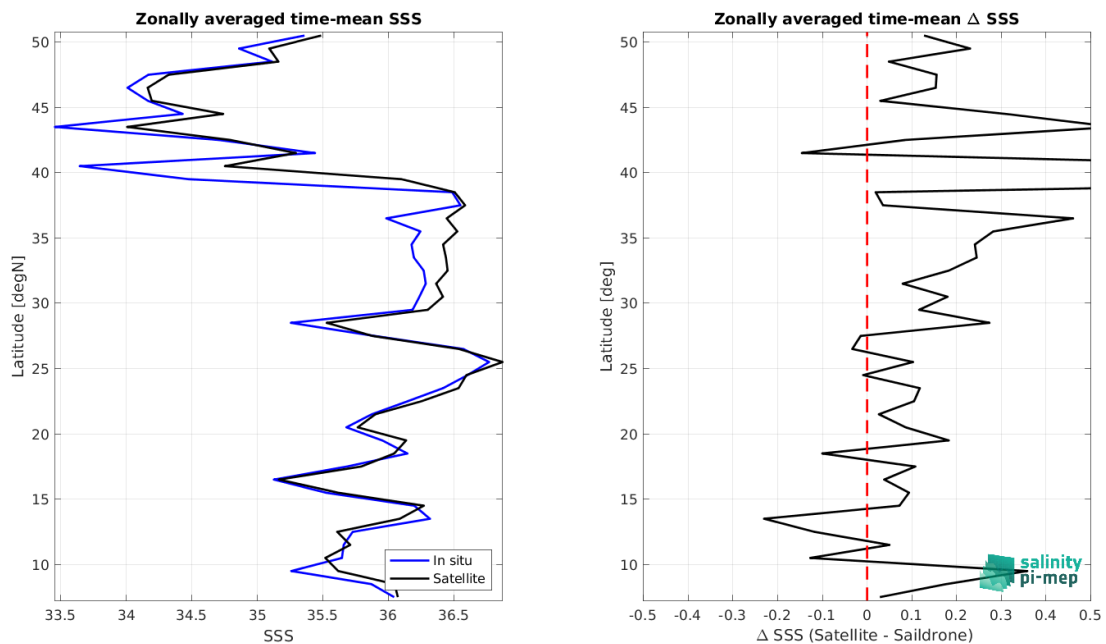 Zonally averaged time-mean SSS
50
45
40
35
30
25
20
15
10
Latitude [degN]
33.5 34 34.5 35 35.5 36 36.5
SSS
In situ
Satellite
Zonally averaged time-mean Δ SSS
50
45
40
35
30
25
20
15
10
Latitude [deg]
-0.5 -0.4 -0.3 -0.2 -0.1 0 0.1 0.2 0.3 0.4 0.5
Δ SSS (Satellite - Saildrone)
salinity
pi-mep